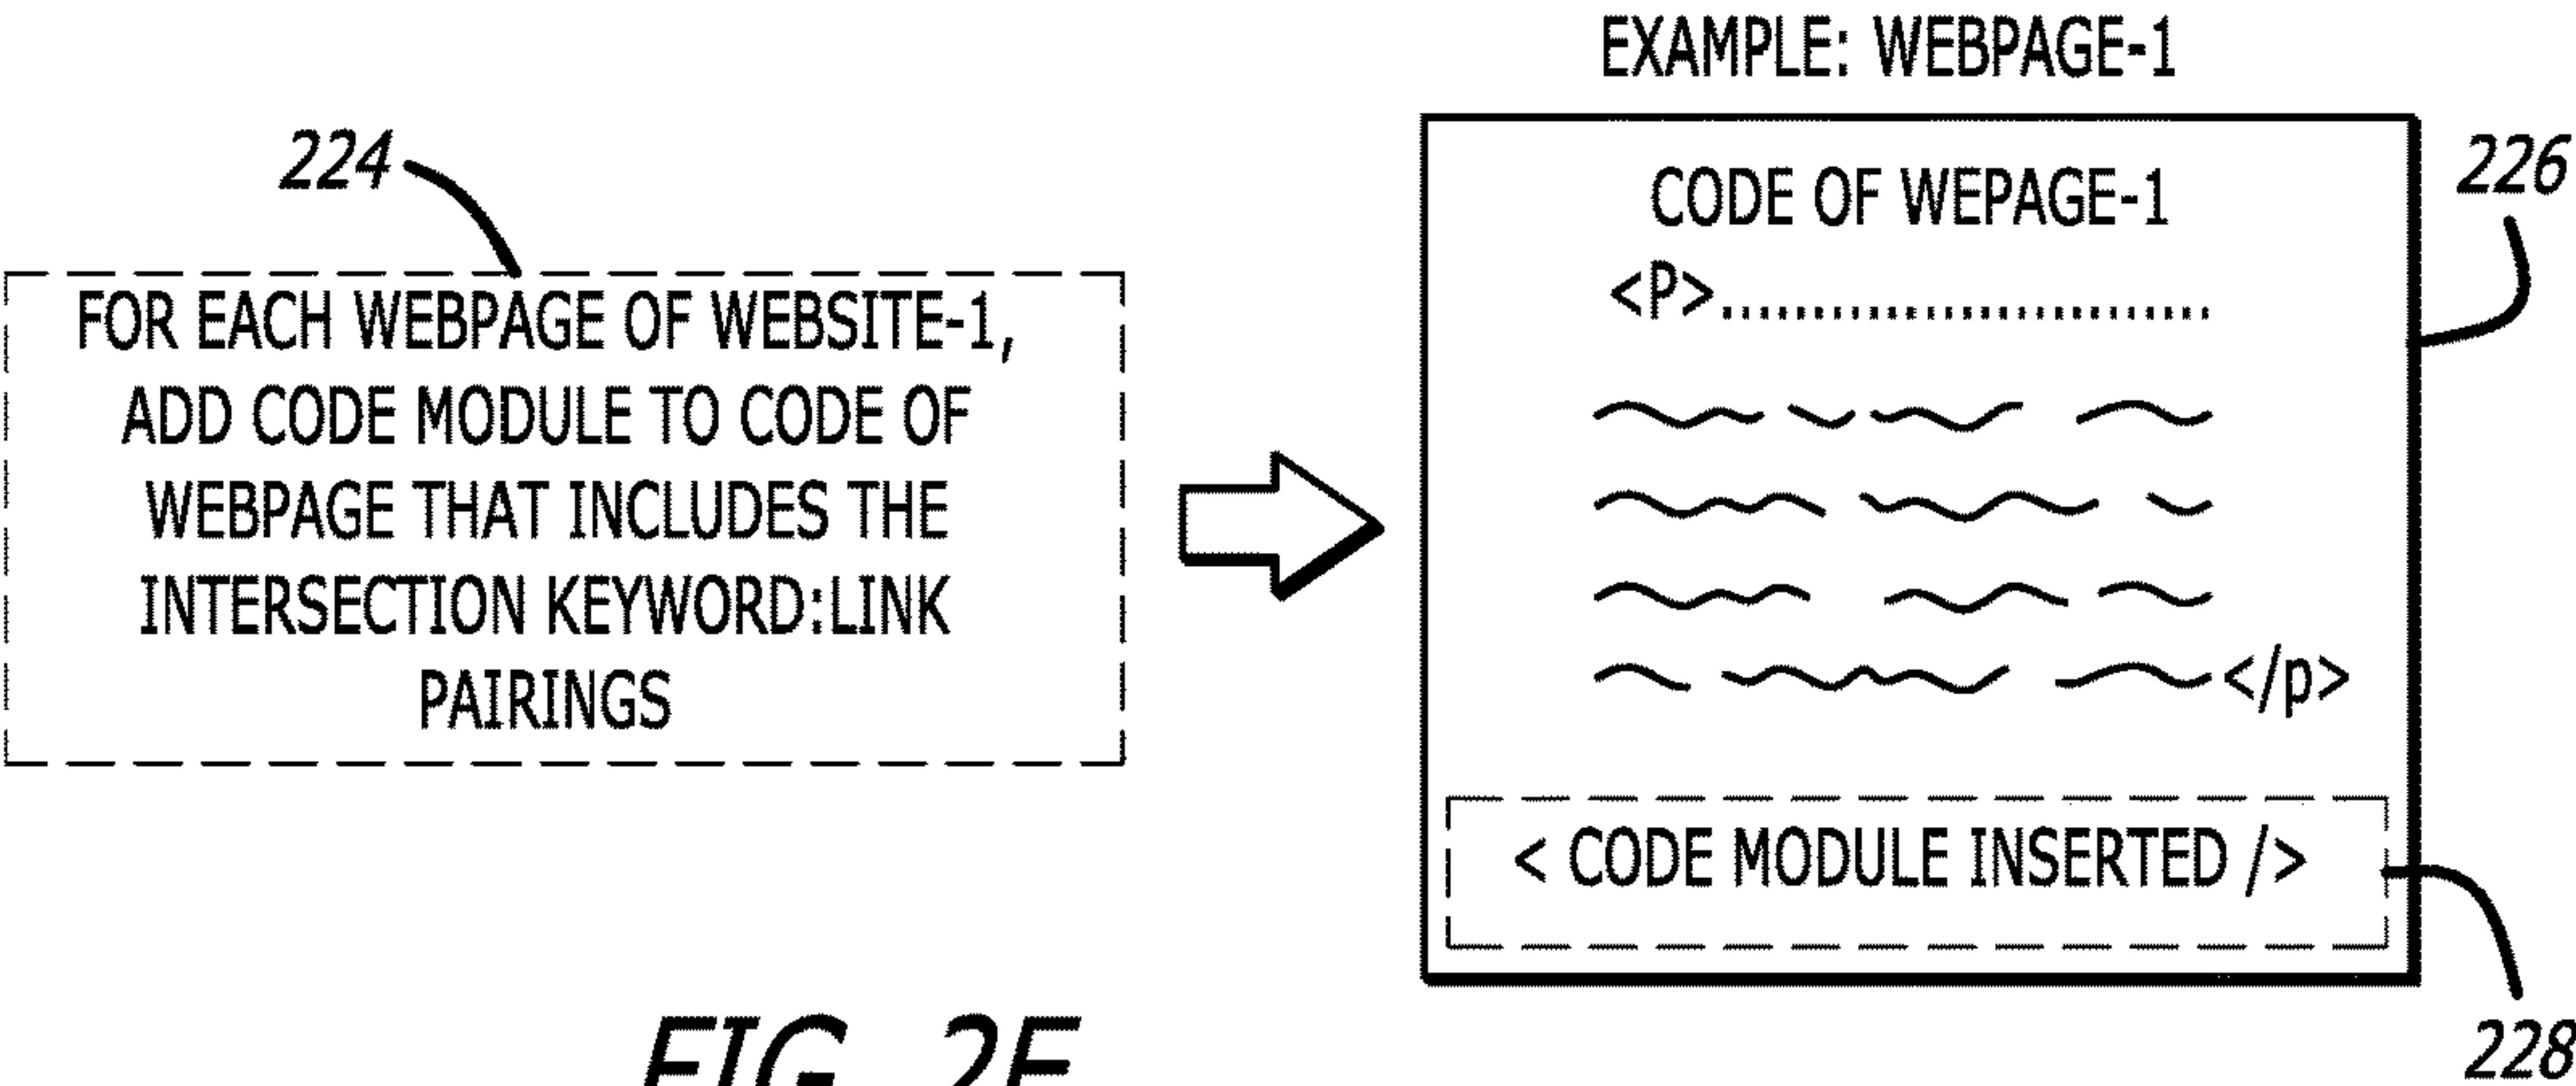 EXAMPLE: WEBPAGE-1
224
CODE OF WEPAGE-1
226
<P>..........................
FOR EACH WEBPAGE OF WEBSITE-1,
ADD CODE MODULE TO CODE OF
WEBPAGE THAT INCLUDES THE
INTERSECTION KEYWORD:LINK
PAIRINGS
</p>
< CODE MODULE INSERTED />
228
FIG.